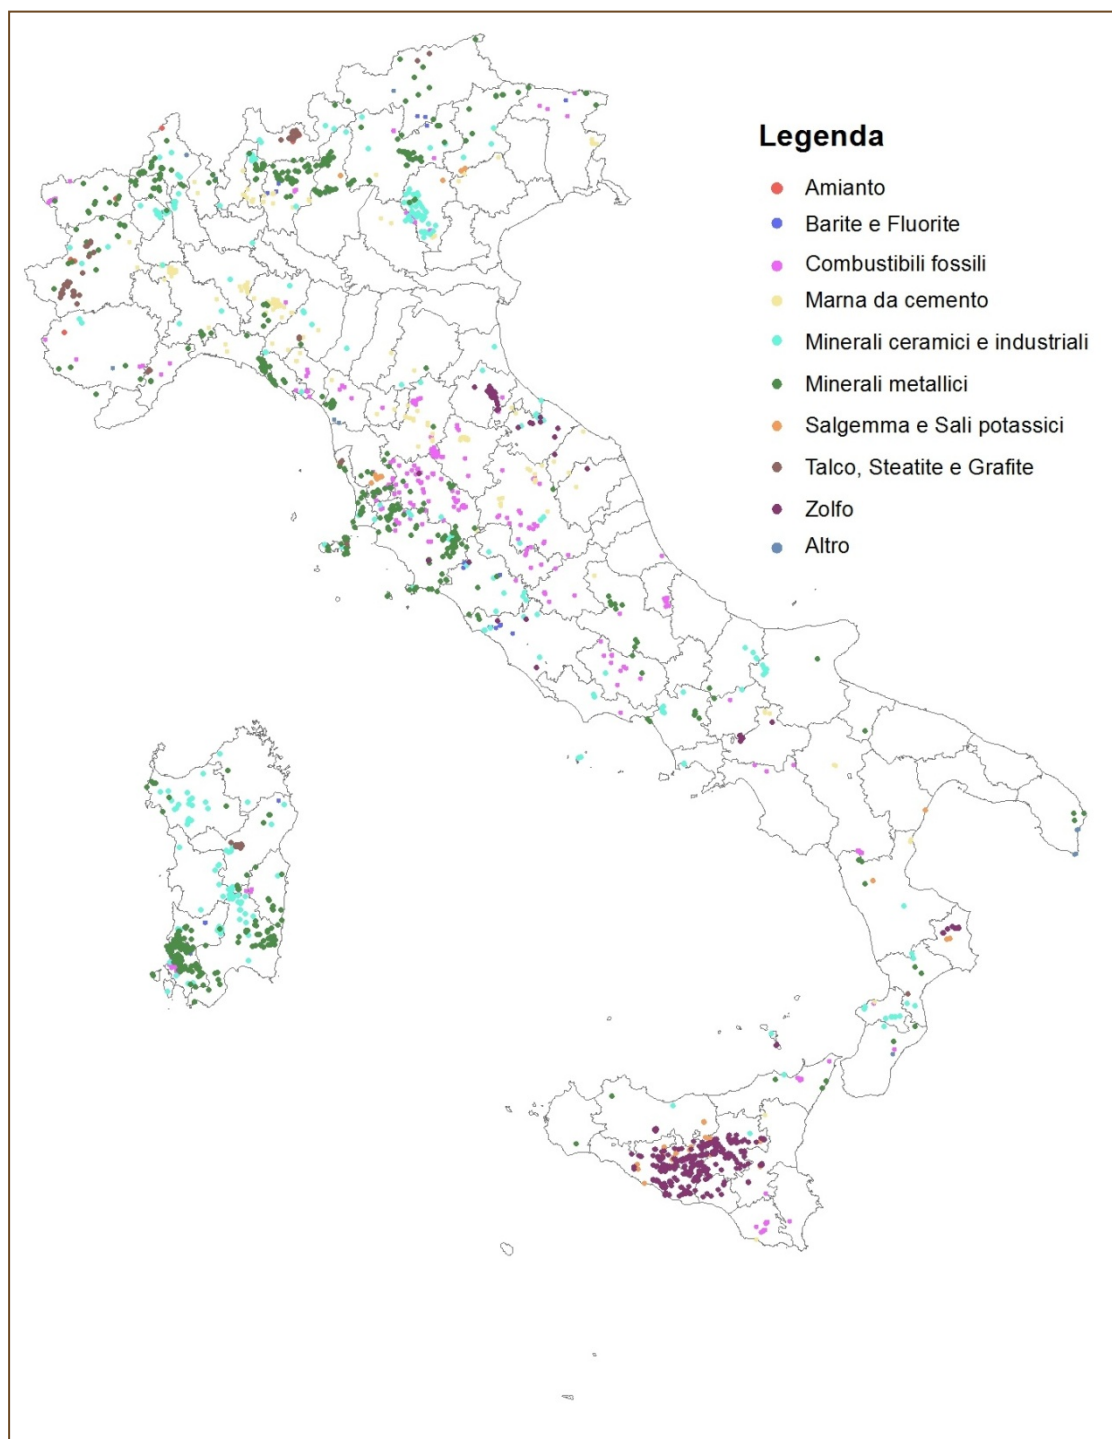 Legenda
Amianto
Barite e Fluorite
Combustibili fossili
Marna da cemento
Minerali ceramici e industriali
Minerali metallici
Salgemma e Sali potassici
Talco, Steatite e Grafite
Zolfo
Altro